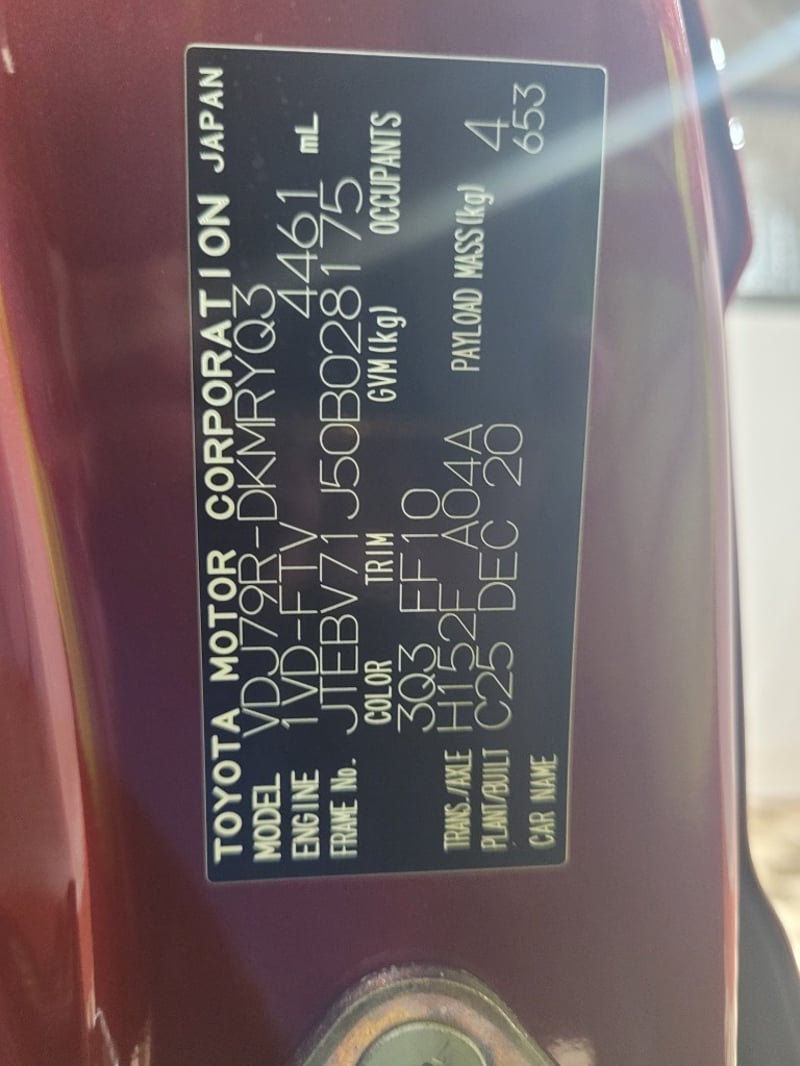 TOYOTA MOTOR CORPORATION JAPAN
MODEL VDJ79R-DKMRYQ3
ENGINE 1VD-FTV 4461 mL
FRAME No. JTEBV71J50B028175
COLOR TRIM GVM(kg) OCCUPANTS
3Q3 FF10
TRANS./AXLE H152F A04A PAYLOAD MASS(kg) 4
PLANT/BUILT C25 DEC 20 653
CAR NAME